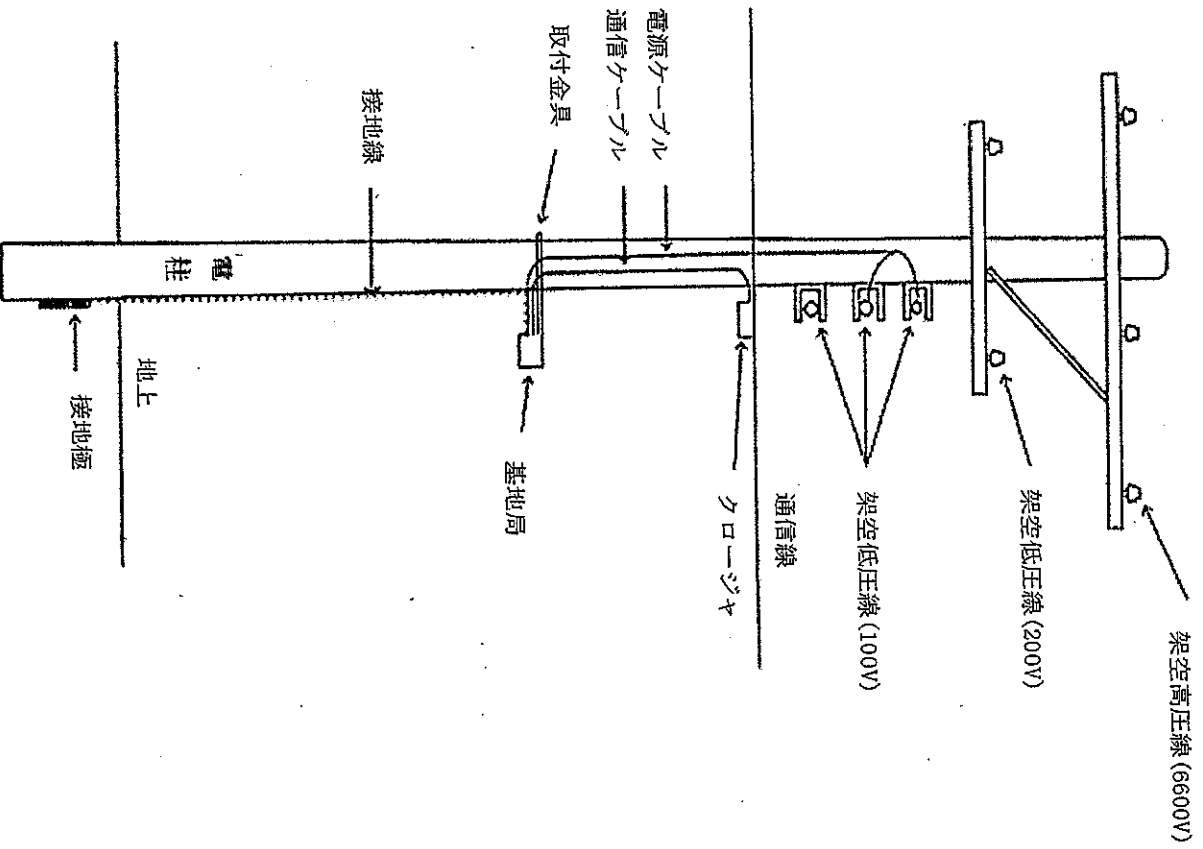 架空高圧線(6600V)
架空低圧線(200V)
架空低圧線(100V)
通信線
クロージャ
電源ケーブル
通信ケーブル
取付金具
基地局
接地線
電柱
地上
接地極